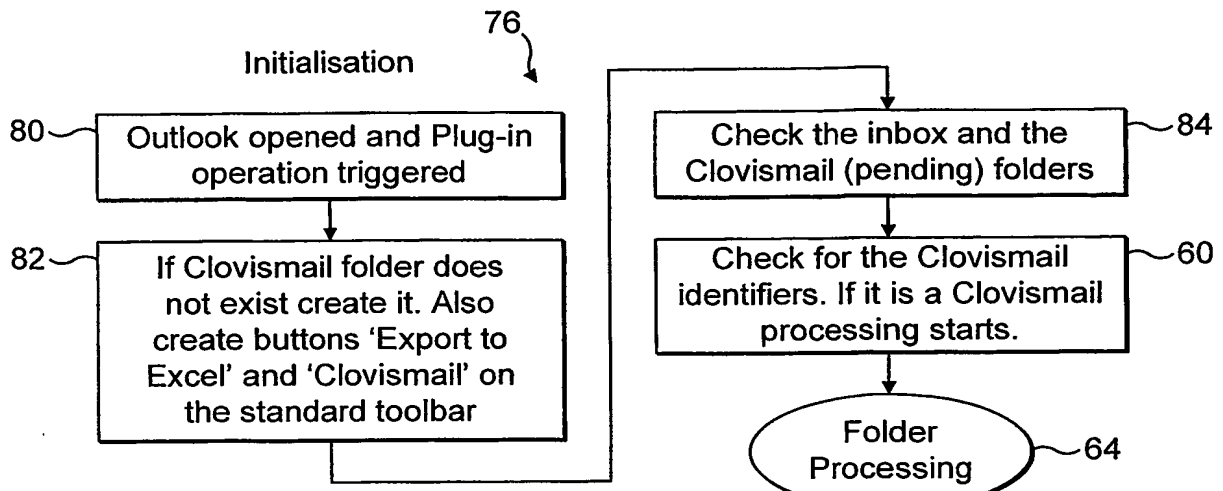 76
Initialisation
80
Outlook opened and Plug-in
operation triggered
82
If Clovismail folder does
not exist create it. Also
create buttons ‘Export to
Excel’ and ‘Clovismail’ on
the standard toolbar
Check the inbox and the
Clovismail (pending) folders
84
Check for the Clovismail
identifiers. If it is a Clovismail
processing starts.
60
Folder
Processing
64